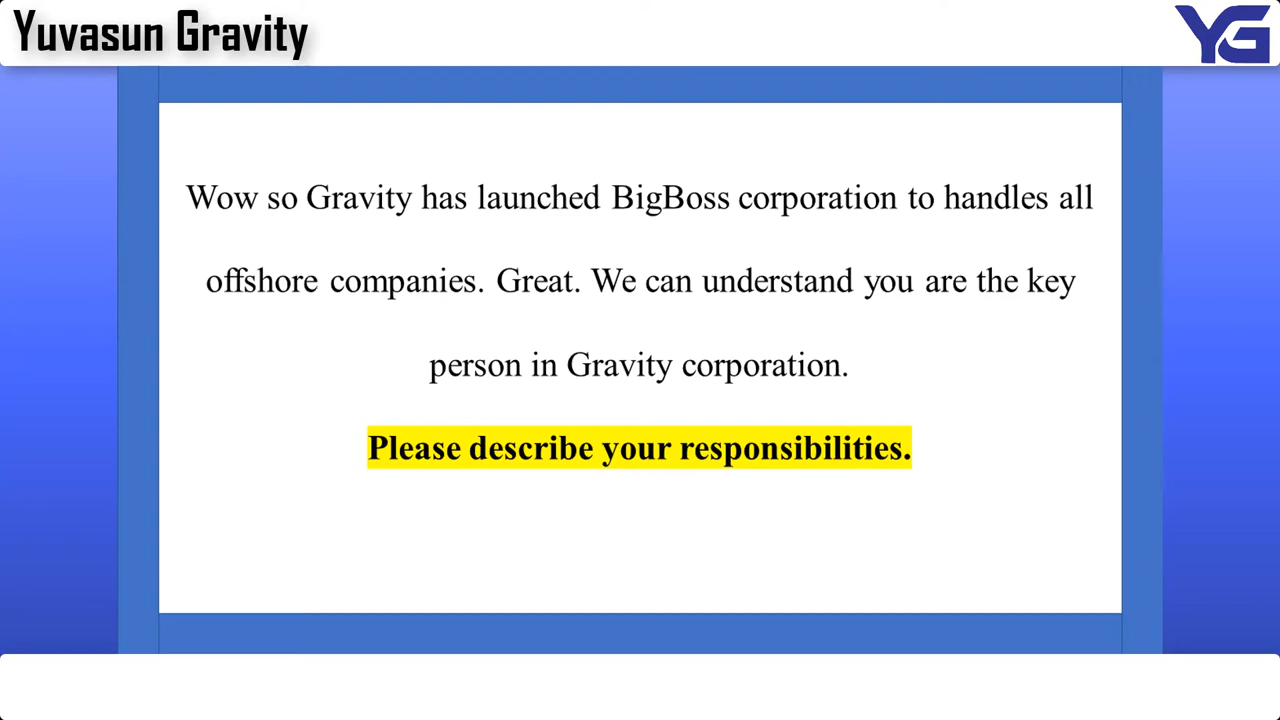 Yuvasun Gravity
YG
Wow so Gravity has launched BigBoss corporation to handles all
offshore companies. Great. We can understand you are the key
person in Gravity corporation.
Please describe your responsibilities.